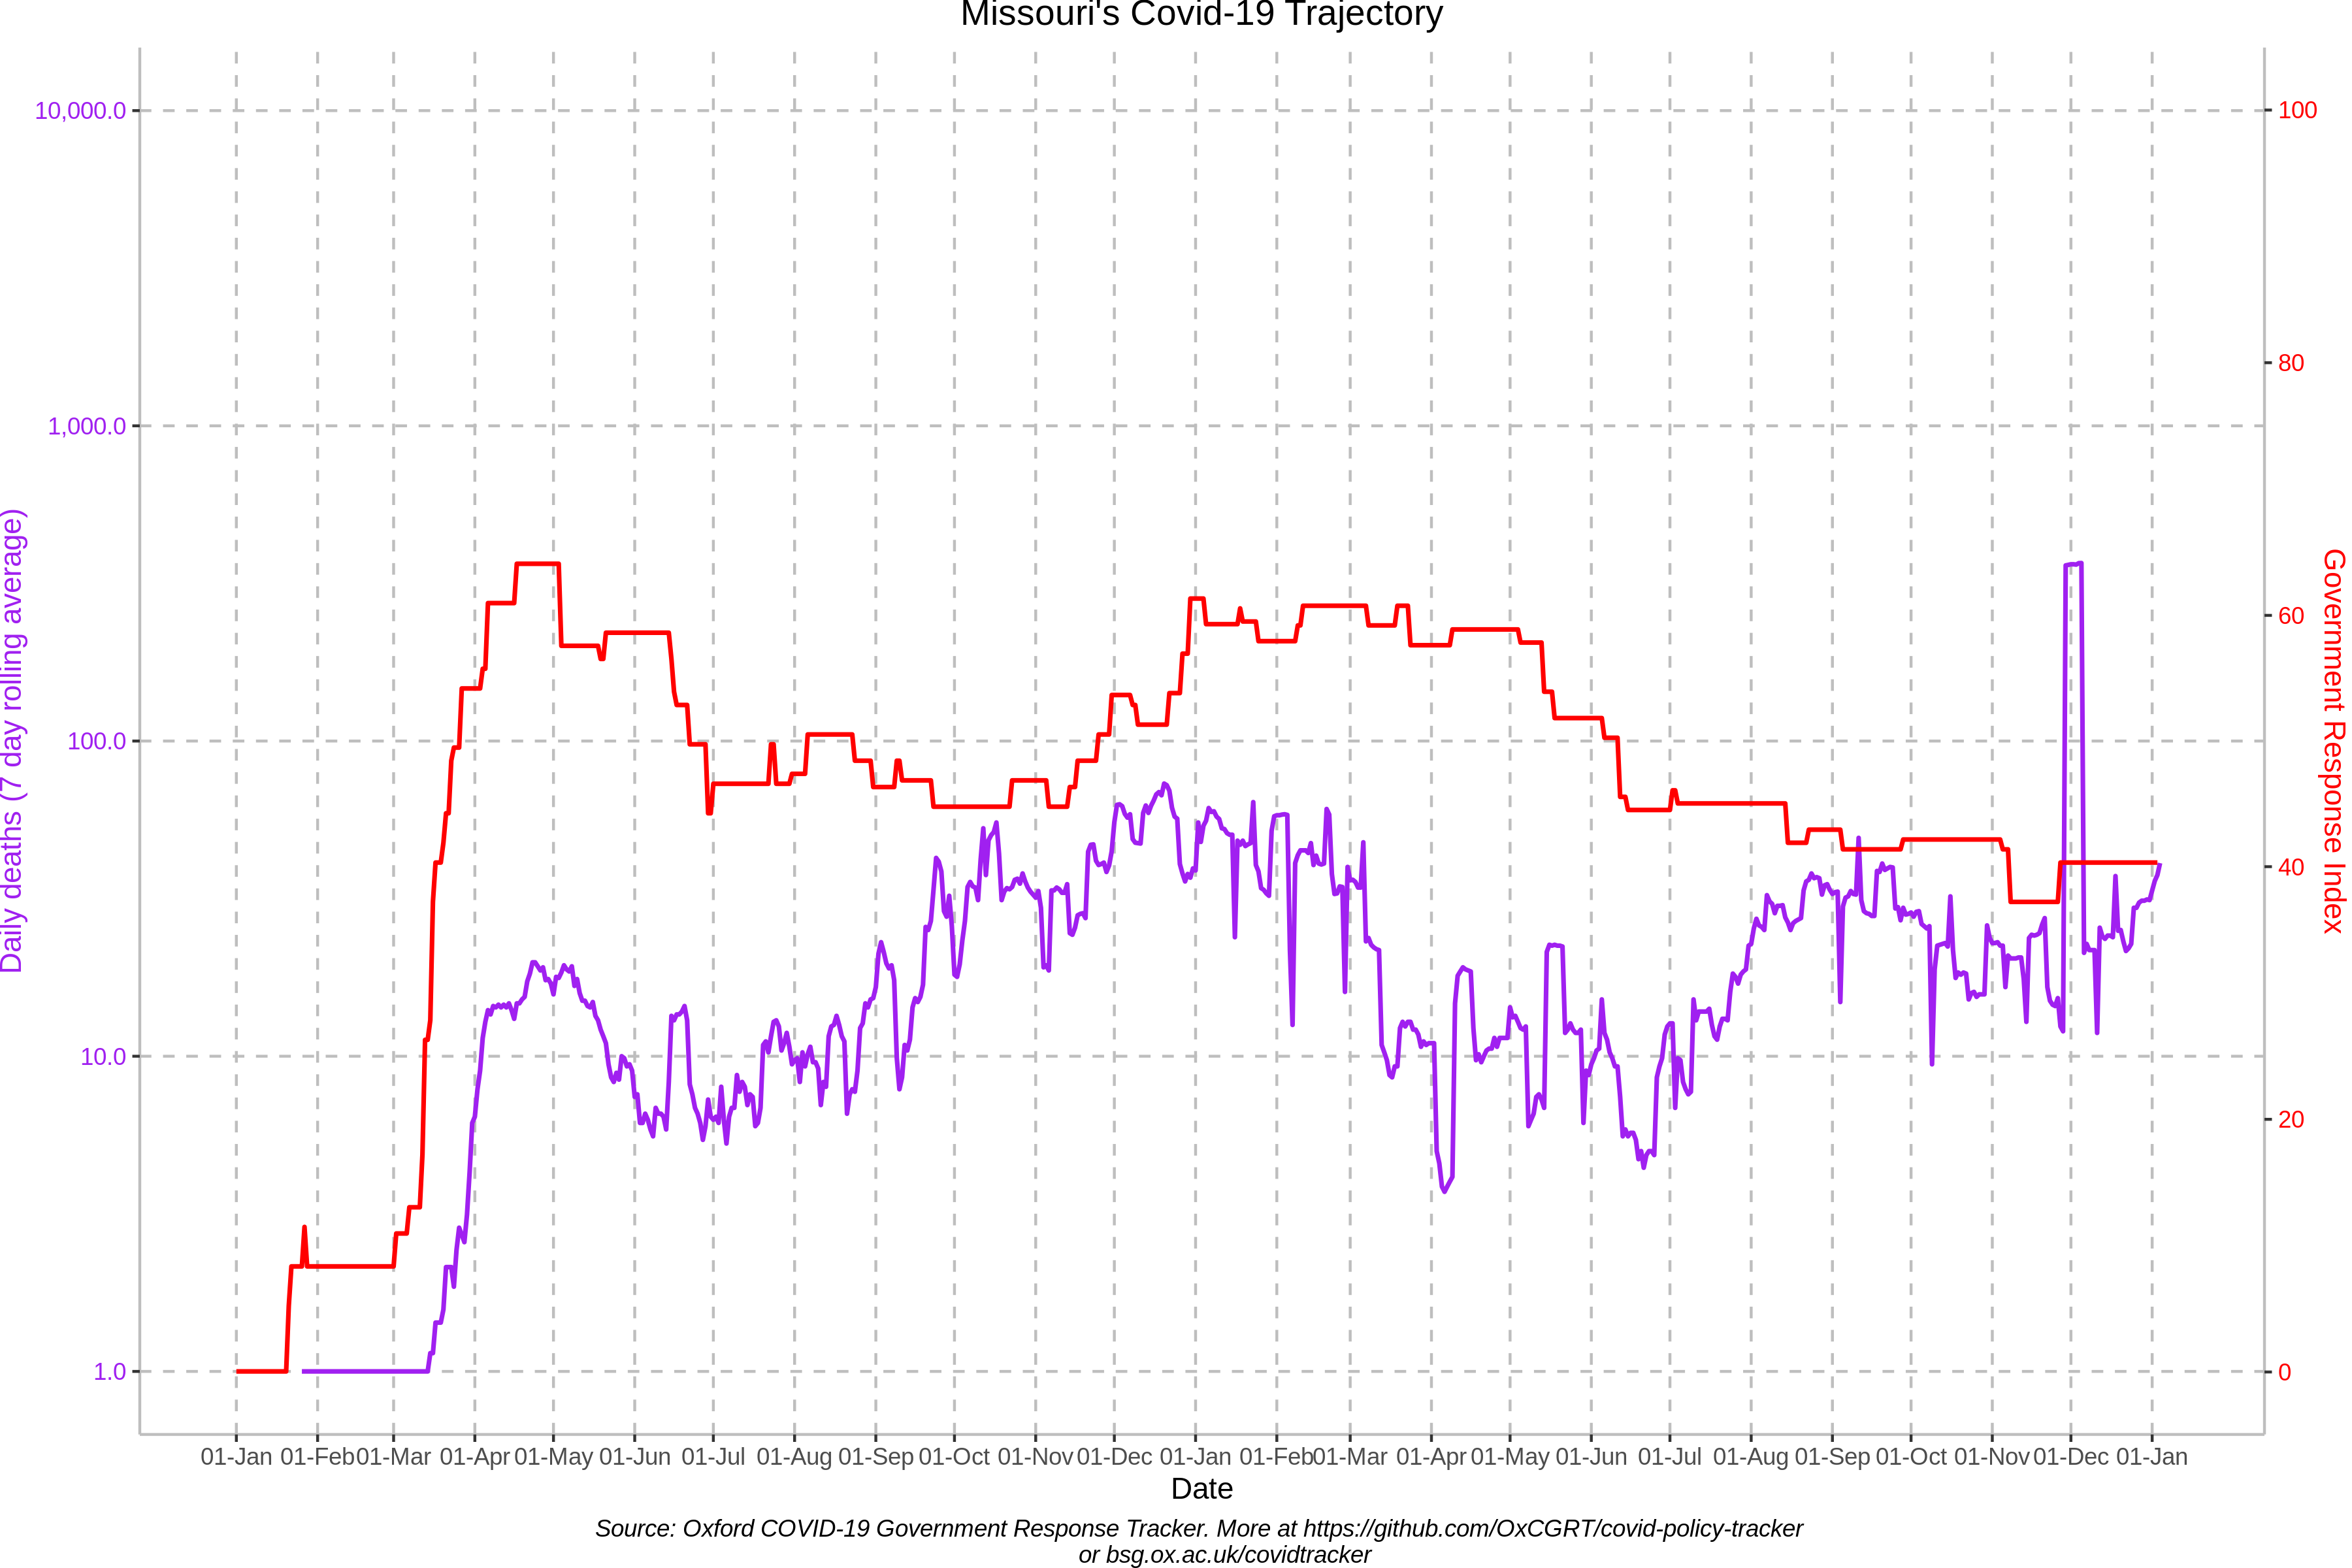 Missouri's Covid-19 Trajectory
10,000.0
1,000.0
100.0
10.0
1.0
Daily deaths (7 day rolling average)
100
80
60
40
20
0
Government Response Index
01-Jan 01-Feb 01-Mar 01-Apr 01-May 01-Jun 01-Jul 01-Aug 01-Sep 01-Oct 01-Nov 01-Dec 01-Jan 01-Feb 01-Mar 01-Apr 01-May 01-Jun 01-Jul 01-Aug 01-Sep 01-Oct 01-Nov 01-Dec 01-Jan
Date
Source: Oxford COVID-19 Government Response Tracker. More at https://github.com/OxCGRT/covid-policy-tracker
or bsg.ox.ac.uk/covidtracker